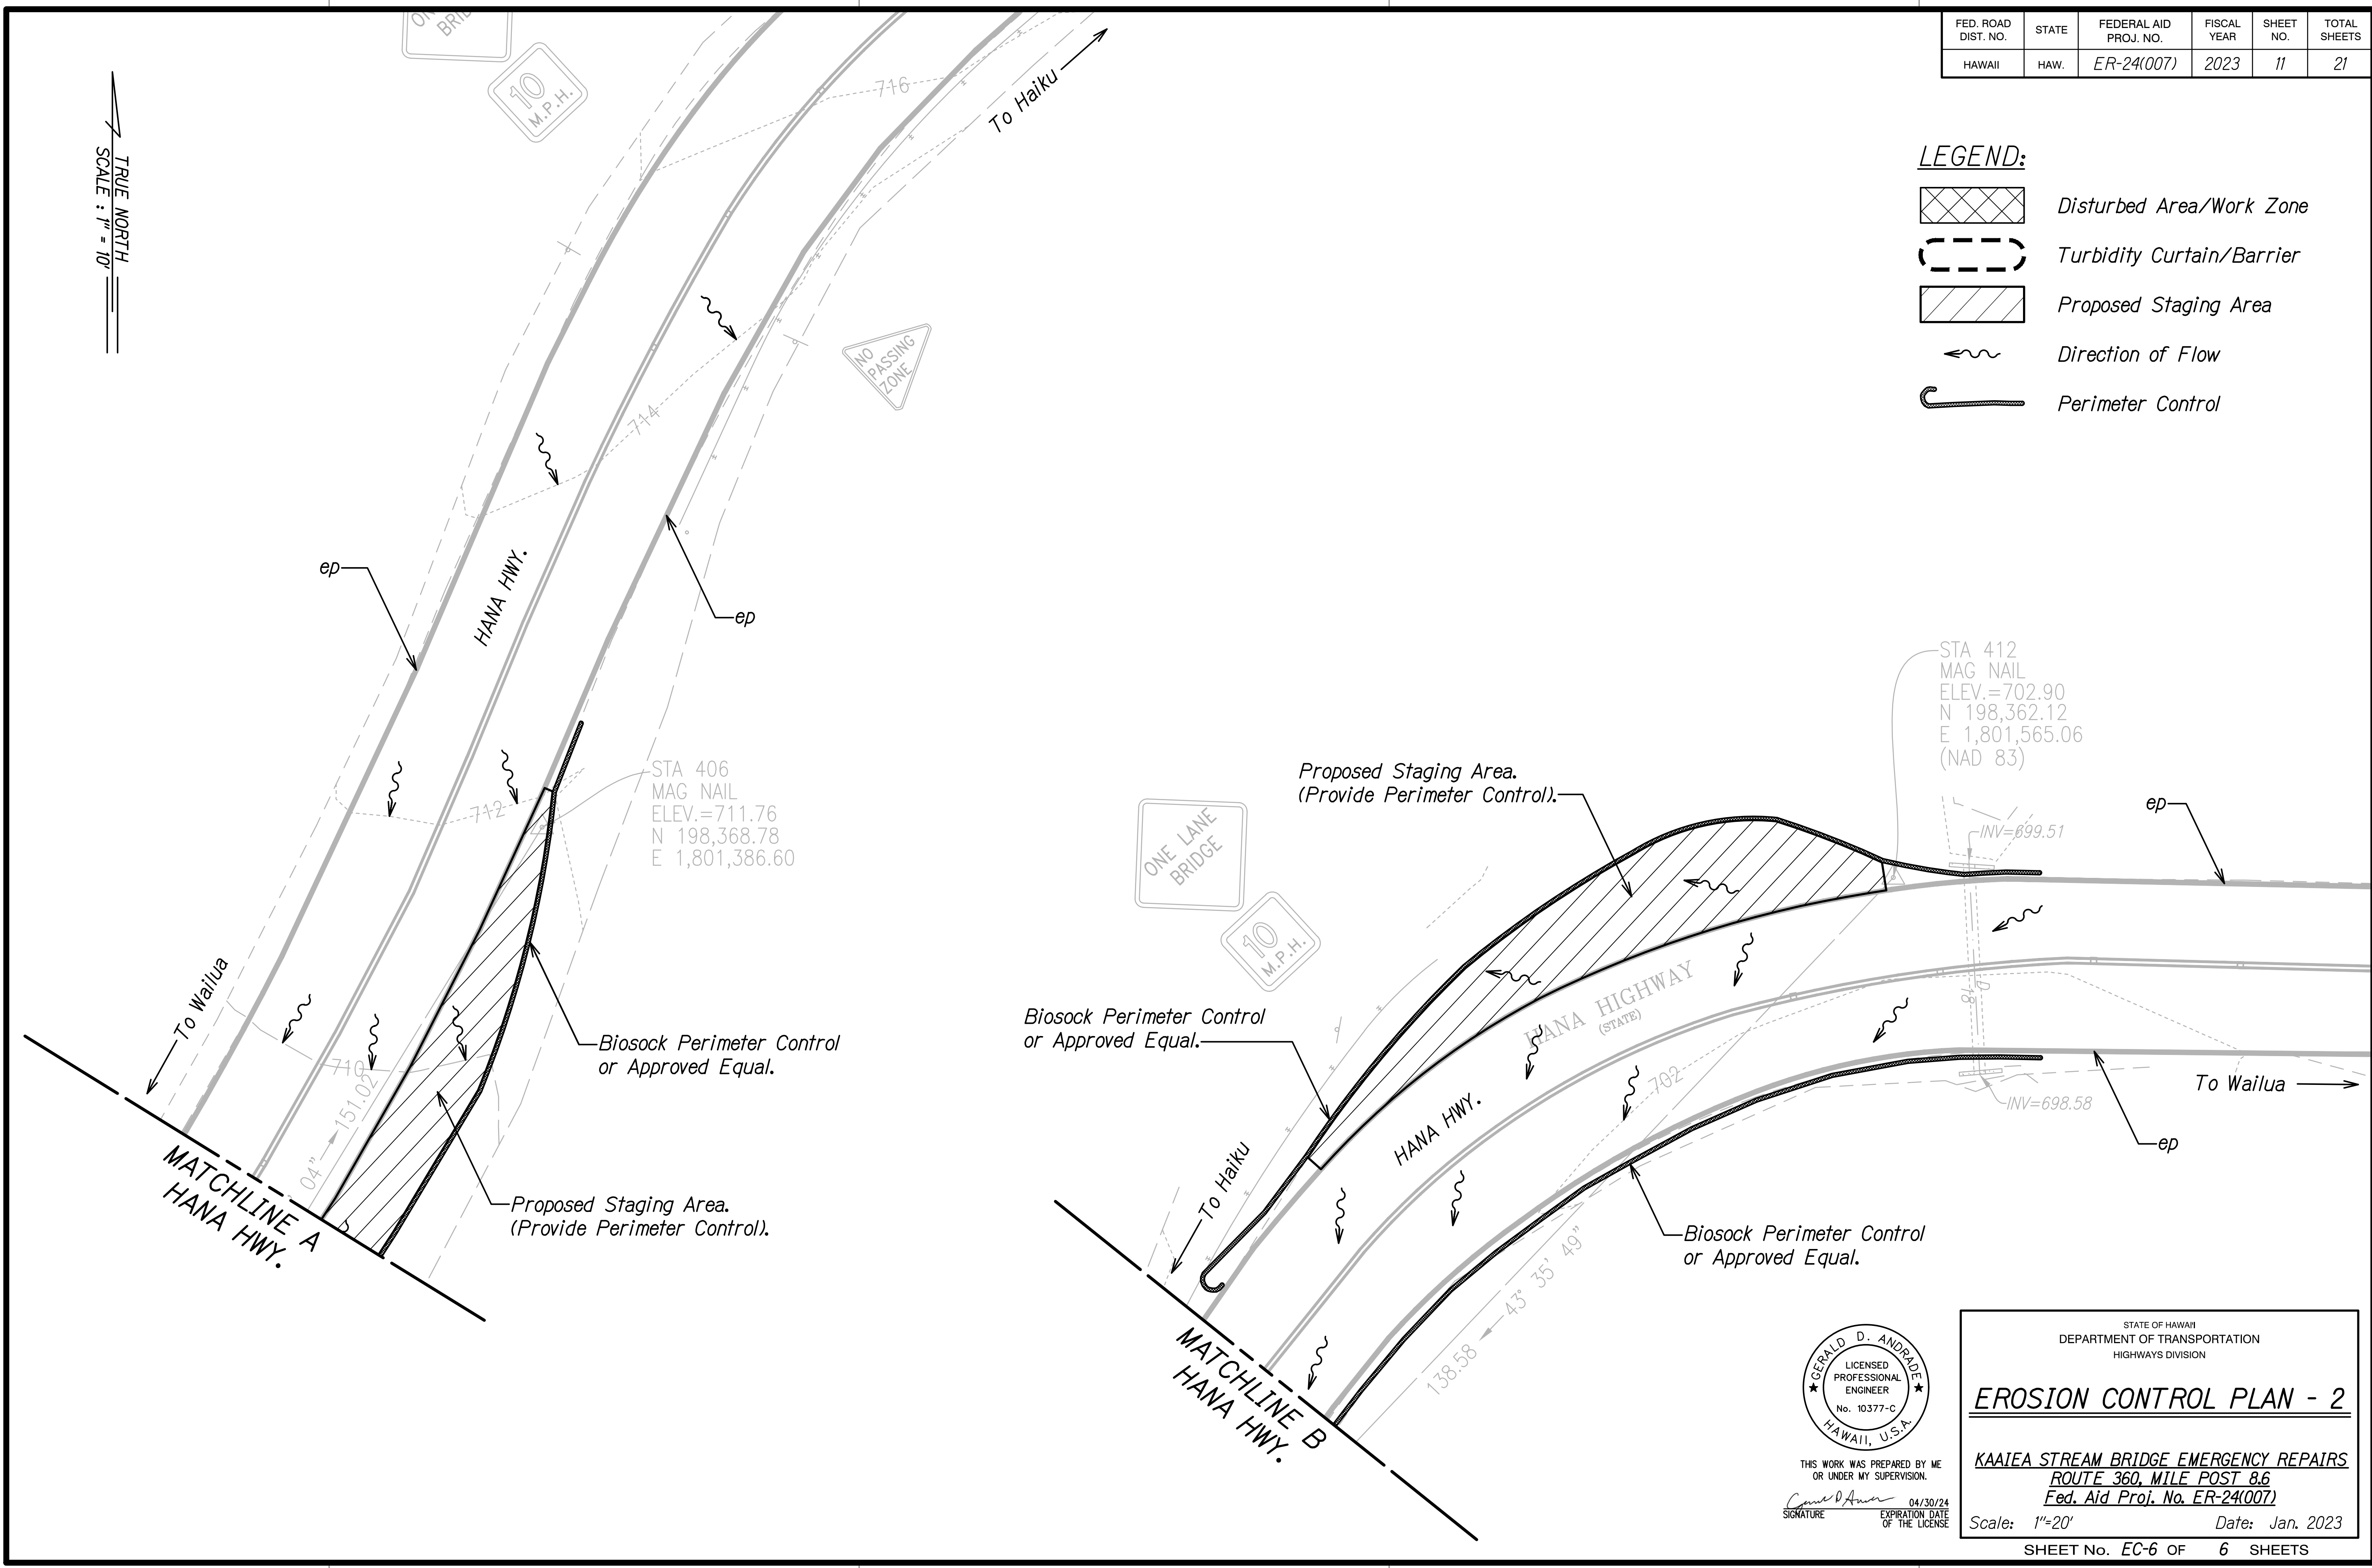 FED. ROAD DIST. NO.
STATE
FEDERAL AID PROJ. NO.
FISCAL YEAR
SHEET NO.
TOTAL SHEETS
HAWAII
HAW.
ER-24(007)
2023
11
21
TRUE NORTH
SCALE : 1" = 10'
10
M.P.H.
716
To Haiku
LEGEND:
Disturbed Area/Work Zone
Turbidity Curtain/Barrier
Proposed Staging Area
Direction of Flow
Perimeter Control
NO
PASSING
ZONE
714
ep
HANA HWY.
ep
STA 406
MAG NAIL
ELEV.=711.76
N 198,368.78
E 1,801,386.60
712
To Wailua
Biosock Perimeter Control
or Approved Equal.
710
04"
151.02
Proposed Staging Area.
(Provide Perimeter Control).
MATCHLINE A
HANA HWY.
STA 412
MAG NAIL
ELEV.=702.90
N 198,362.12
E 1,801,565.06
(NAD 83)
Proposed Staging Area.
(Provide Perimeter Control).
ONE LANE
BRIDGE
10
M.P.H.
INV=699.51
ep
HANA HIGHWAY
(STATE)
Biosock Perimeter Control
or Approved Equal.
702
HANA HWY.
To Haiku
To Wailua
INV=698.58
ep
Biosock Perimeter Control
or Approved Equal.
138.58
43° 35' 49"
MATCHLINE B
HANA HWY.
GERALD D. ANDRADE
LICENSED
PROFESSIONAL
ENGINEER
No. 10377-C
HAWAII, U.S.A.
THIS WORK WAS PREPARED BY ME
OR UNDER MY SUPERVISION.
04/30/24
SIGNATURE
EXPIRATION DATE
OF THE LICENSE
STATE OF HAWAI'I
DEPARTMENT OF TRANSPORTATION
HIGHWAYS DIVISION
EROSION CONTROL PLAN - 2
KAAIEA STREAM BRIDGE EMERGENCY REPAIRS
ROUTE 360, MILE POST 8.6
Fed. Aid Proj. No. ER-24(007)
Scale: 1"=20' Date: Jan. 2023
SHEET No. EC-6 OF 6 SHEETS